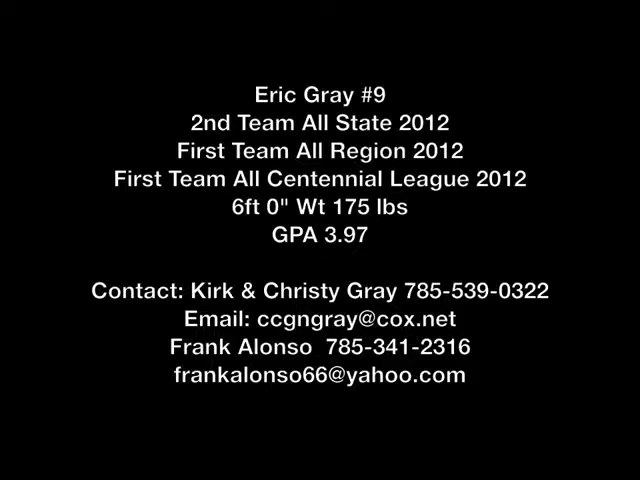 Eric Gray #9
2nd Team All State 2012
First Team All Region 2012
First Team All Centennial League 2012
6ft 0" Wt 175 lbs
GPA 3.97
Contact: Kirk & Christy Gray 785-539-0322
Email: ccgngray@cox.net
Frank Alonso  785-341-2316
frankalonso66@yahoo.com